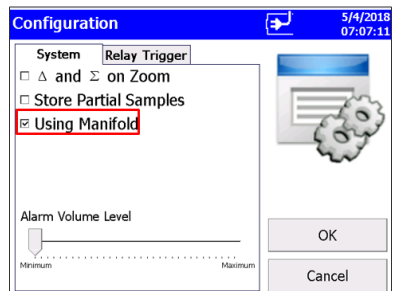 Configuration
5/4/2018
07:07:11
System
Relay Trigger
Δ and Σ on Zoom
Store Partial Samples
Using Manifold
Alarm Volume Level
Minimum
Maximum
OK
Cancel